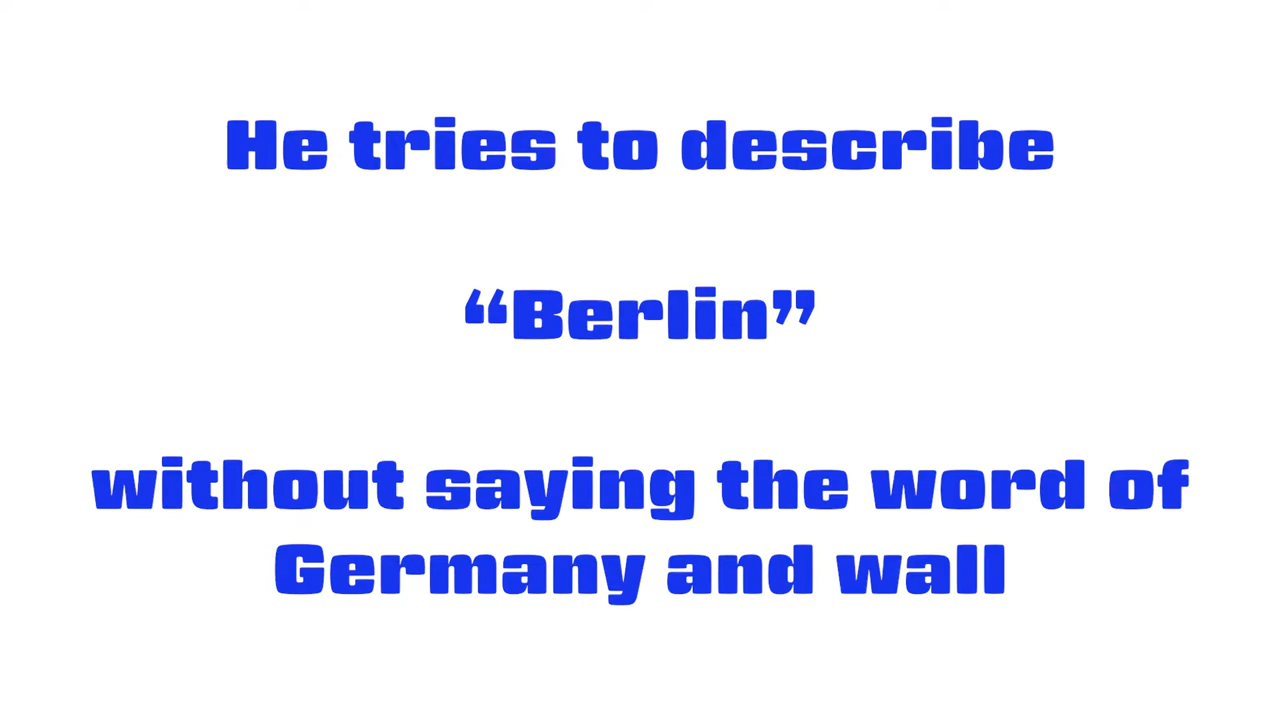 He tries to describe
“Berlin”
without saying the word of
Germany and wall